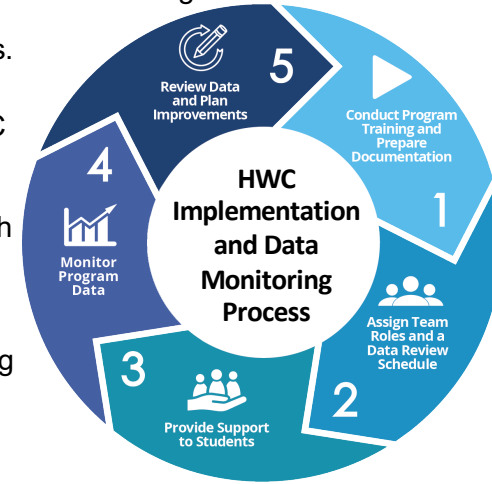 s.
C
h
g
HWC
Implementation
and Data
Monitoring
Process
1
Conduct Program
Training and
Prepare
Documentation
2
Assign Team
Roles and a
Data Review
Schedule
3
Provide Support
to Students
4
Monitor
Program
Data
5
Review Data
and Plan
Improvements